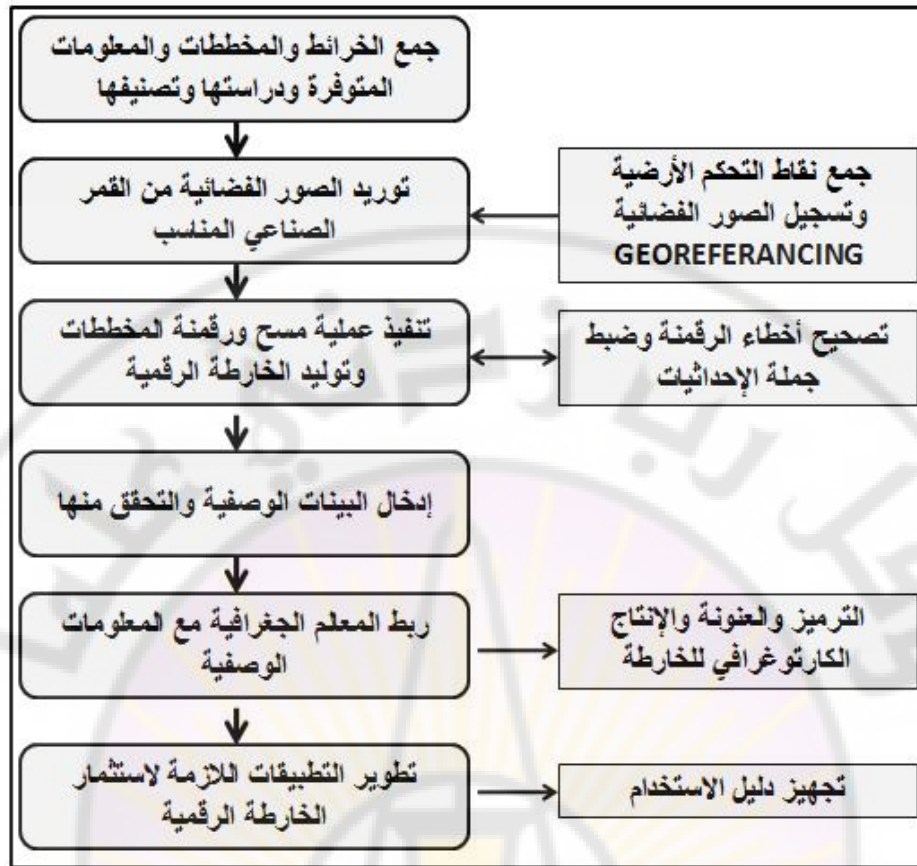 جمع الخرائط والمخططات والمعلومات
المتوفرة ودراستها وتصنيفها
توريد الصور الفضائية من القمر
الصناعي المناسب
جمع نقاط التحكم الأرضية
وتسجيل الصور الفضائية
GEOREFERANCING
تنفيذ عملية مسح ورقمنة المخططات
وتوليد الخارطة الرقمية
تصحيح أخطاء الرقمنة وضبط
جملة الإحداثيات
إدخال البينات الوصفية والتحقق منها
ربط المعالم الجغرافية مع المعلومات
الوصفية
الترميز والعنونة والإنتاج
الكارتوغرافي للخارطة
تطوير التطبيقات اللازمة لاستثمار
الخارطة الرقمية
تجهيز دليل الاستخدام